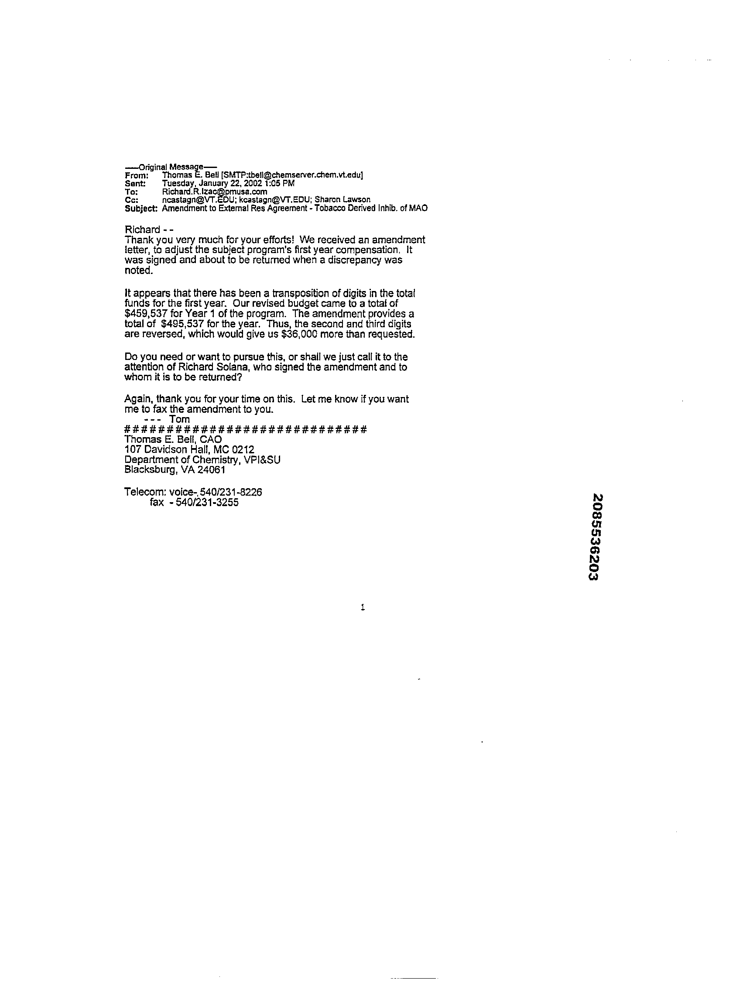 -----Original Message-----
From: Thomas E. Bell [SMTP:tbell@chemserver.chem.vt.edu]
Sent: Tuesday, January 22, 2002 1:05 PM
To: Richard.R.Izac@pmusa.com
Cc: ncastagn@VT.EDU; kcastagn@VT.EDU; Sharon Lawson
Subject: Amendment to External Res Agreement - Tobacco Derived Inhib. of MAO
Richard - -
Thank you very much for your efforts! We received an amendment
letter, to adjust the subject program's first year compensation. It
was signed and about to be returned when a discrepancy was
noted.
It appears that there has been a transposition of digits in the total
funds for the first year. Our revised budget came to a total of
$459,537 for Year 1 of the program. The amendment provides a
total of $495,537 for the year. Thus, the second and third digits
are reversed, which would give us $36,000 more than requested.
Do you need or want to pursue this, or shall we just call it to the
attention of Richard Solana, who signed the amendment and to
whom it is to be returned?
Again, thank you for your time on this. Let me know if you want
me to fax the amendment to you.
--- Tom
#############################
Thomas E. Bell, CAO
107 Davidson Hall, MC 0212
Department of Chemistry, VPI&SU
Blacksburg, VA 24061
Telecom: voice-. 540/231-8226
fax - 540/231-3255
2085536203
1